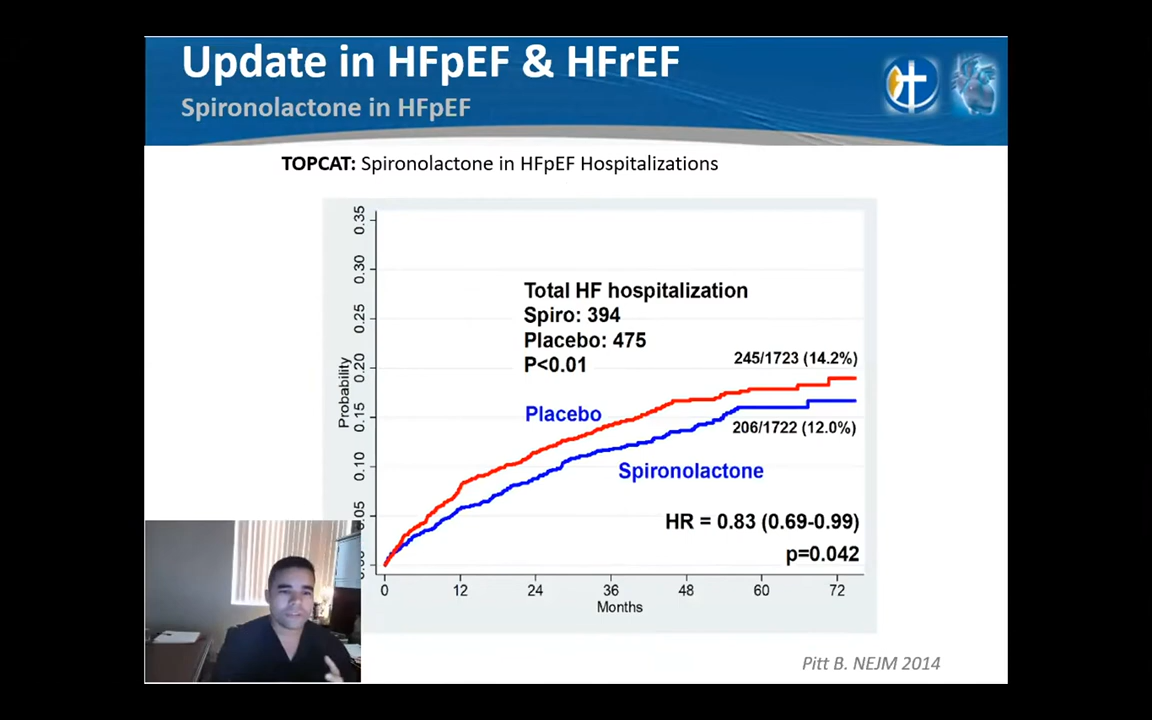 Update in HFpEF & HFrEF
Spironolactone in HFpEF
TOPCAT: Spironolactone in HFpEF Hospitalizations
0.35
0.30
0.25
0.20
0.15
0.10
0.05
Probability
Total HF hospitalization
Spiro: 394
Placebo: 475
P<0.01
245/1723 (14.2%)
Placebo
206/1722 (12.0%)
Spironolactone
HR = 0.83 (0.69-0.99)
p=0.042
0 12 24 36 48 60 72
Months
Pitt B. NEJM 2014